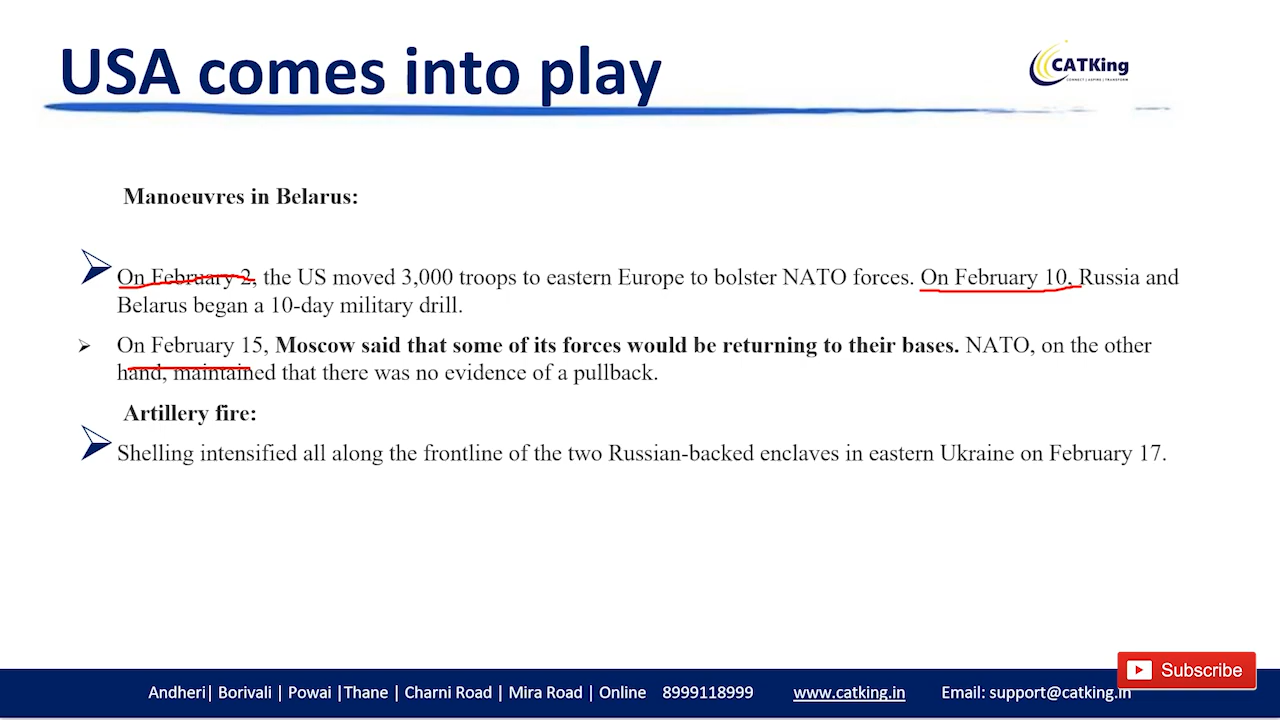 USA comes into play
CATKing
CONNECT | ASPIRE | TRANSFORM
Manoeuvres in Belarus:
On February 2, the US moved 3,000 troops to eastern Europe to bolster NATO forces. On February 10, Russia and
Belarus began a 10-day military drill.
On February 15, Moscow said that some of its forces would be returning to their bases. NATO, on the other
hand, maintained that there was no evidence of a pullback.
Artillery fire:
Shelling intensified all along the frontline of the two Russian-backed enclaves in eastern Ukraine on February 17.
Subscribe
Andheri| Borivali | Powai |Thane | Charni Road | Mira Road | Online 8999118999 www.catking.in Email: support@catking.in